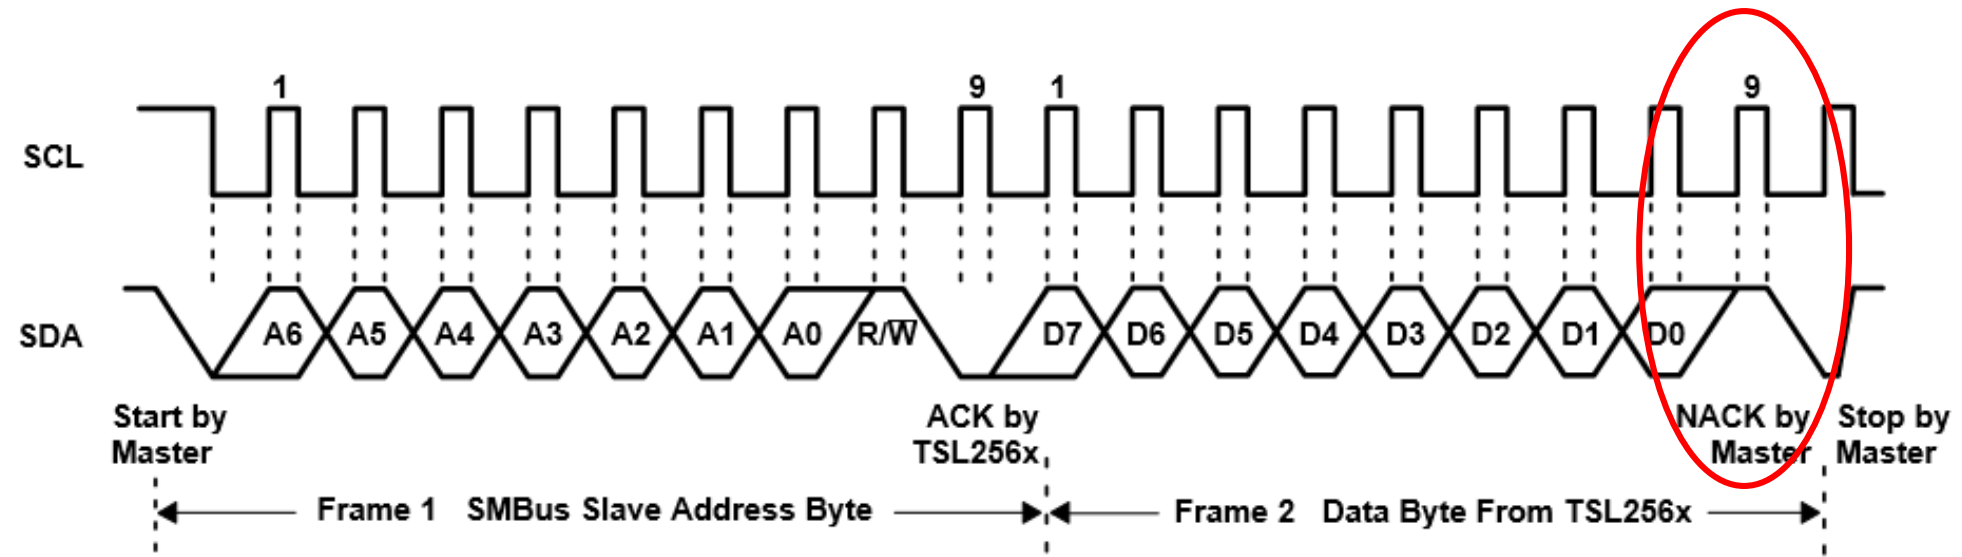 1 9 1 9
SCL
SDA A6 A5 A4 A3 A2 A1 A0 R/W̅ D7 D6 D5 D4 D3 D2 D1 D0
Start by
Master
ACK by
TSL256x
NACK by
Master
Stop by
Master
Frame 1 SMBus Slave Address Byte
Frame 2 Data Byte From TSL256x